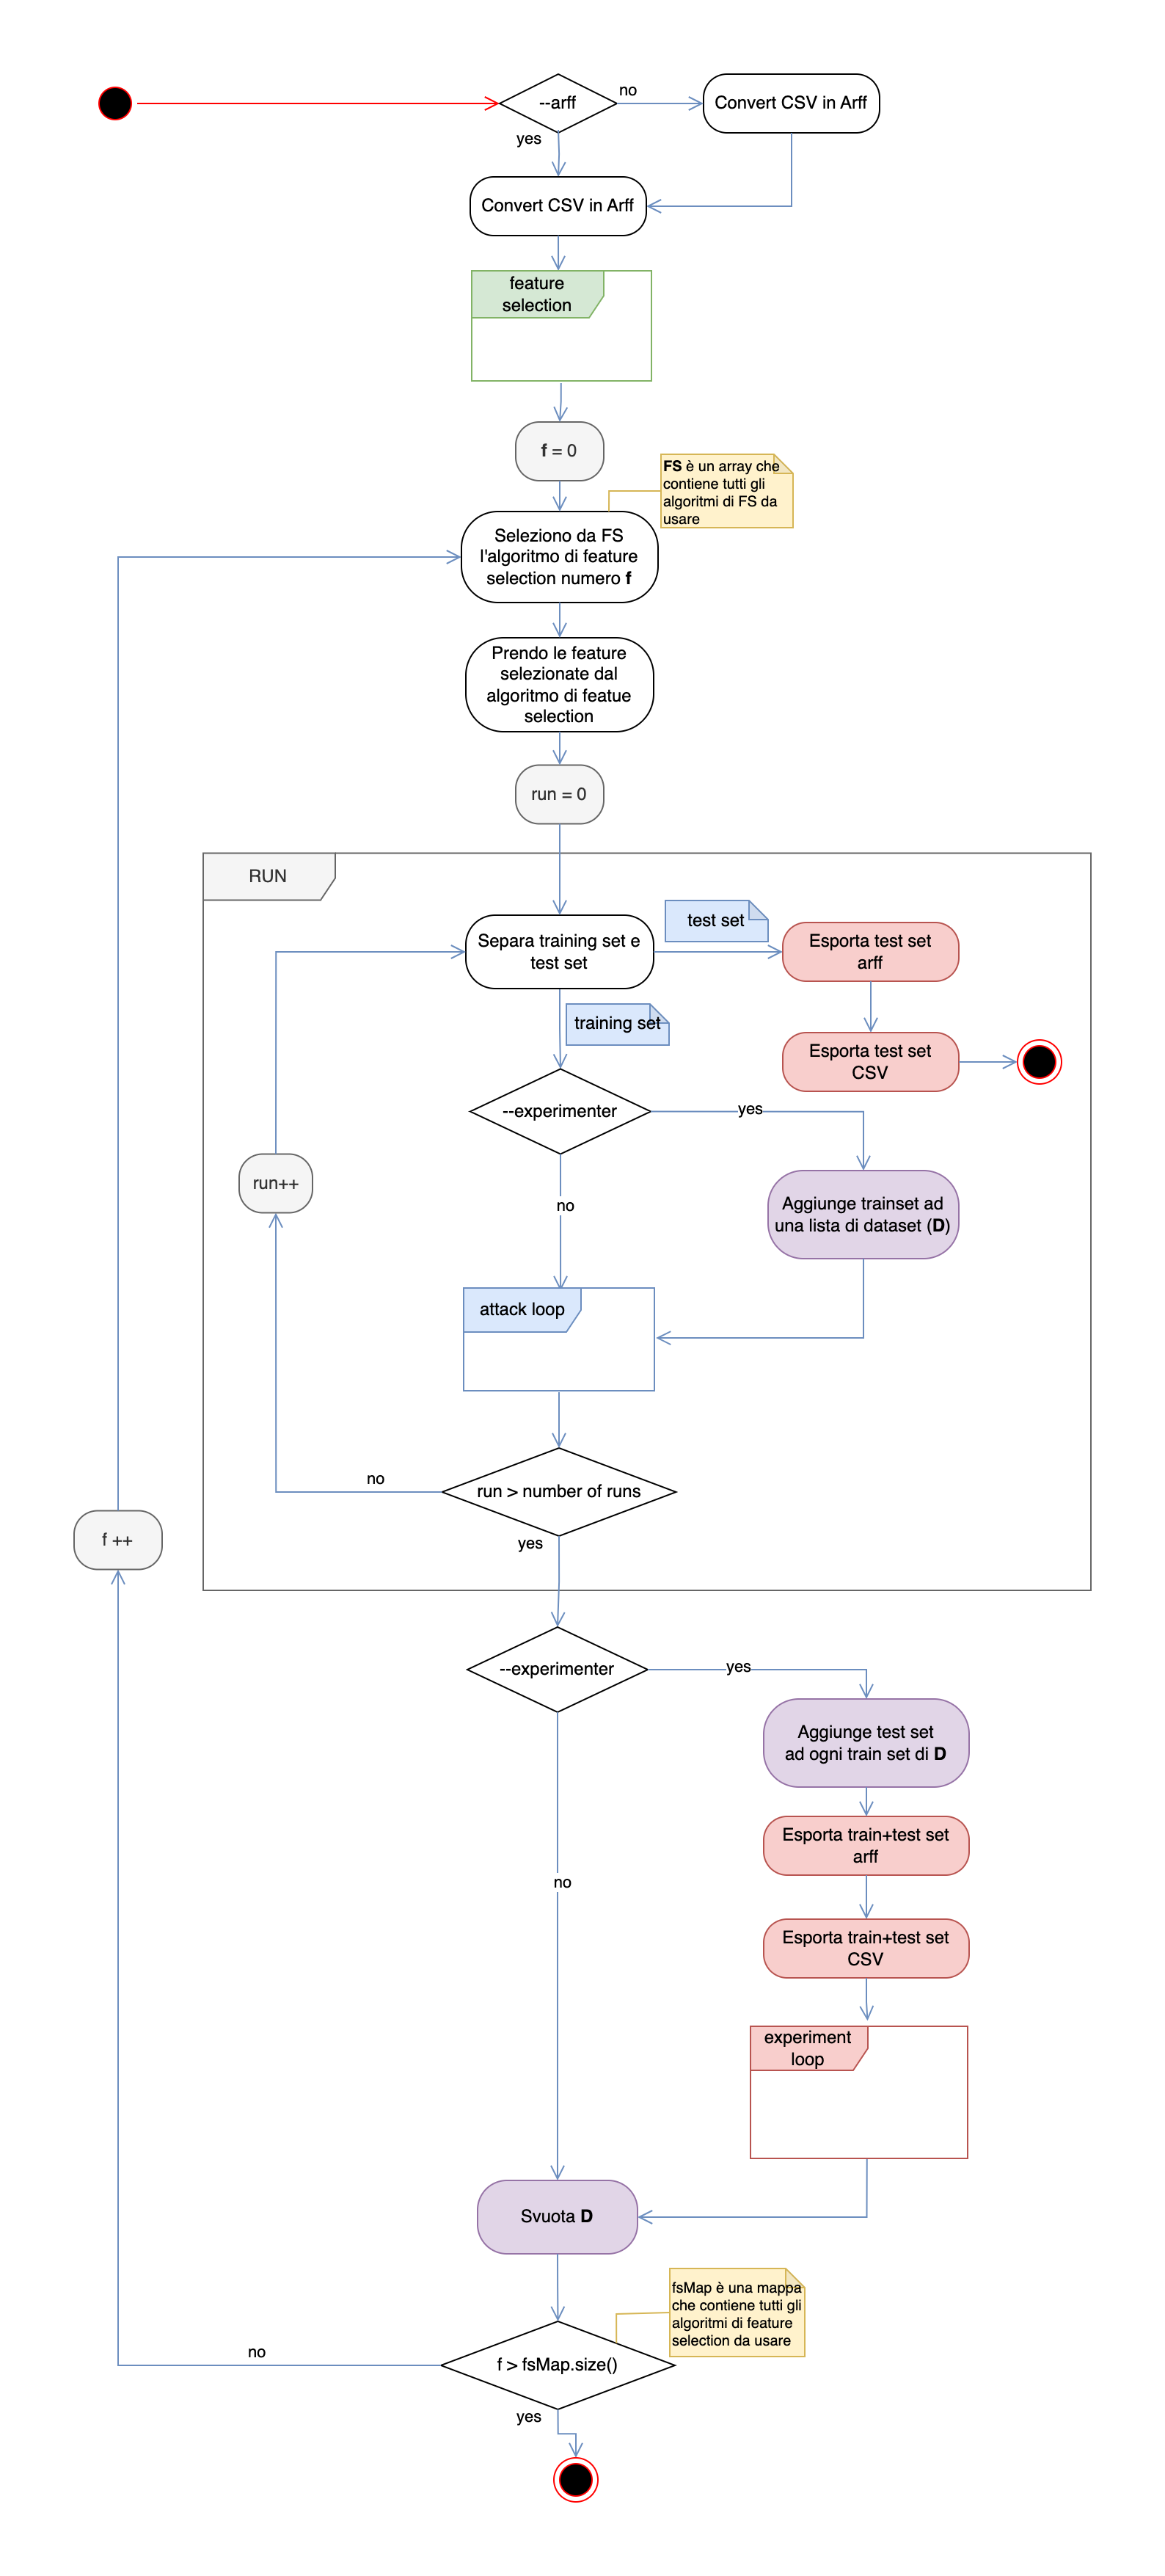 --arff
no
Convert CSV in Arff
yes
Convert CSV in Arff
feature
selection
f = 0
FS è un array che
contiene tutti gli
algoritmi di FS da
usare
Seleziono da FS
l'algoritmo di feature
selection numero f
Prendo le feature
selezionate dal
algoritmo di featue
selection
run = 0
RUN
test set
Separa training set e
test set
Esporta test set
arff
training set
Esporta test set
CSV
--experimenter
yes
run++
no
Aggiunge trainset ad
una lista di dataset (D)
attack loop
no
run > number of runs
yes
f ++
--experimenter
yes
Aggiunge test set
ad ogni train set di D
Esporta train+test set
arff
no
Esporta train+test set
CSV
experiment
loop
Svuota D
fsMap è una mappa
che contiene tutti gli
algoritmi di feature
selection da usare
no
f > fsMap.size()
yes